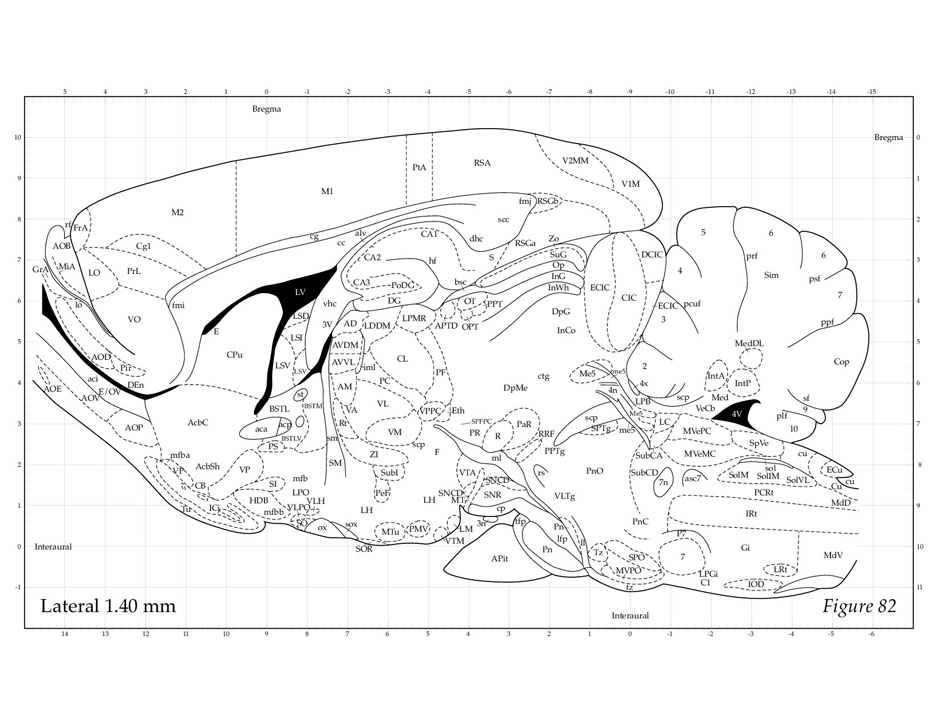 5 4 3 2 1 0 -1 -2 -3 -4 -5 -6 -7 -8 -9 -10 -11 -12 -13 -14 -15
Bregma
10 Bregma 0
PtA RSA V2MM
9 M1 V1M 1
fmj RSGb
8 M2 scc 2
rf FrA 5 6
cg alv CA1 dhc Zo
AOB Cg1 cc RSGa 6
S SuG DCIC prf
7 GrA MiA LO PrL CA2 hf Op 4 Sim psf 3
CA3 PoDG bsc InG ECIC CIC
LV DG OT PPT InWh 7
6 lo VO fmi vhc ECIC pcuf 4
LSD 3V AD LDDM LPMR APTD OPT DpG 3 ppf
E LSI InCo
5 CPu AVDM MedDL 5
AOD Pir LSV AVVL iml CL 2 Cop
LSV PF ctg Me5 me5 IntA
4 AOE aci DEn AM PC DpMe 4x IntP 6
E/OV st 4n scp Med sf
AOV BSTM VA VL VPPC Eth LPB VeCb 9
BSTL scp Me5 4V plf
3 AOP AcbC aca acp Rt SPFPC PaR SPTg me5 LC MVePC 10 7
BSTLV sm VM scp PR R RRF
PS F PPTg SpVe
mfba SM ZI ml SubCA MVeMC cu
2 VP AcbSh VP SubI VTA rs PnO SubCD asc7 SolM sol SolIM SolVL ECu 8
CB SI mfb SNCD 7n cu
LPO PeF SNCD SNR VLTg PCRt Cu
1 Tu IC HDB VLH LH MT MdD 9
VLPO LH cp
mfbb SO sox 3n tfp PnC IRt
ox MTu PMV LM Pn P7
0 Interaural SOR VTM lfp ll Tz 7 Gi MdV 10
Pn SPO
APit MVPO LPGi LRt
-1 fz C1 IOD 11
Lateral 1.40 mm Figure 82
Interaural
14 13 12 11 10 9 8 7 6 5 4 3 2 1 0 -1 -2 -3 -4 -5 -6